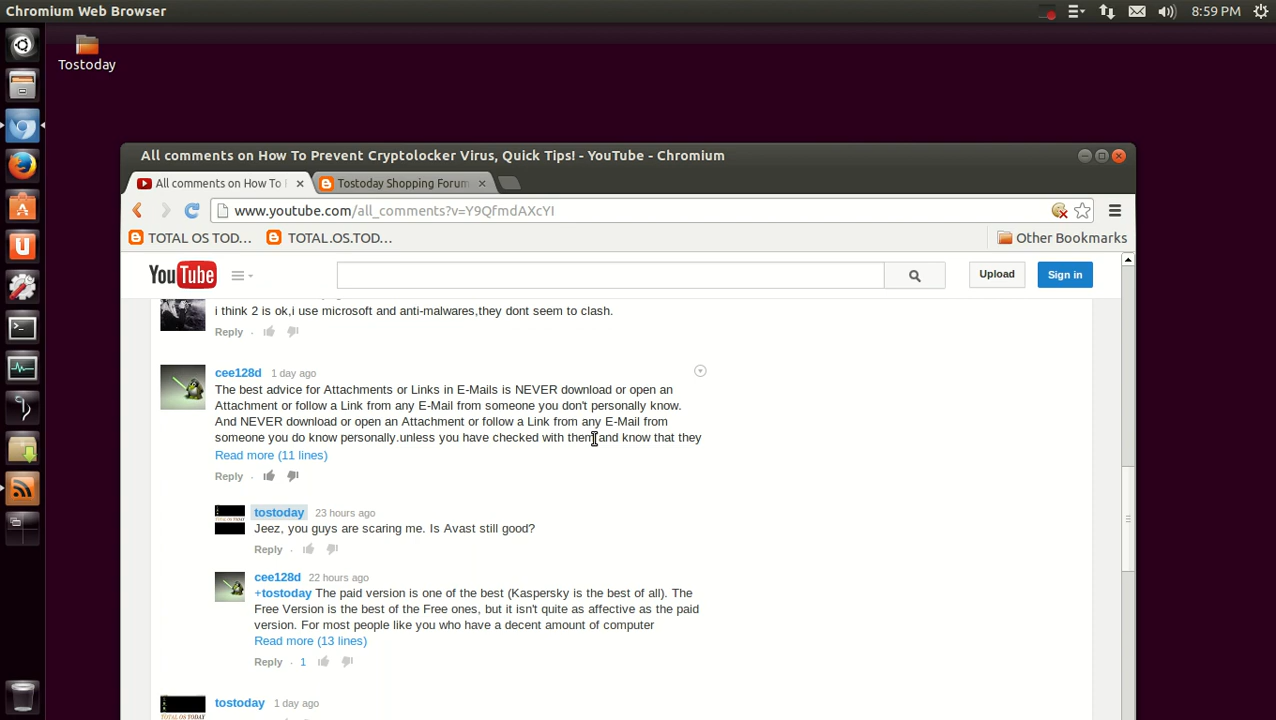 Chromium Web Browser
8:59 PM
Tostoday
All comments on How To Prevent Cryptolocker Virus, Quick Tips! - YouTube - Chromium
All comments on How To
Tostoday Shopping Forum
www.youtube.com/all_comments?v=Y9QfmdAXcYI
TOTAL OS TOD...
TOTAL.OS.TOD...
Other Bookmarks
YouTube
Upload
Sign in
i think 2 is ok,i use microsoft and anti-malwares,they dont seem to clash.
Reply ·
cee128d 1 day ago
The best advice for Attachments or Links in E-Mails is NEVER download or open an
Attachment or follow a Link from any E-Mail from someone you don't personally know.
And NEVER download or open an Attachment or follow a Link from any E-Mail from
someone you do know personally.unless you have checked with them and know that they
Read more (11 lines)
Reply ·
tostoday 23 hours ago
Jeez, you guys are scaring me. Is Avast still good?
Reply ·
cee128d 22 hours ago
+tostoday The paid version is one of the best (Kaspersky is the best of all). The
Free Version is the best of the Free ones, but it isn't quite as affective as the paid
version. For most people like you who have a decent amount of computer
Read more (13 lines)
Reply · 1
tostoday 1 day ago